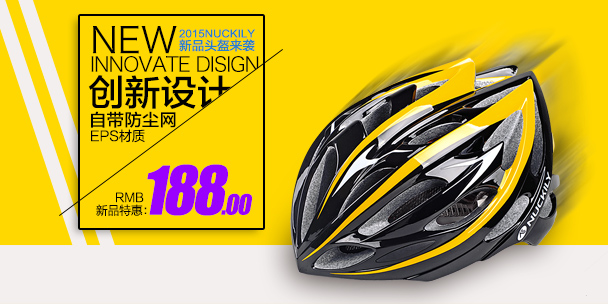 NEW
2015NUCKILY
新品头盔来袭
INNOVATE DISIGN
创新设计
自带防尘网
EPS材质
RMB
新品特惠：188.00
NUCKILY